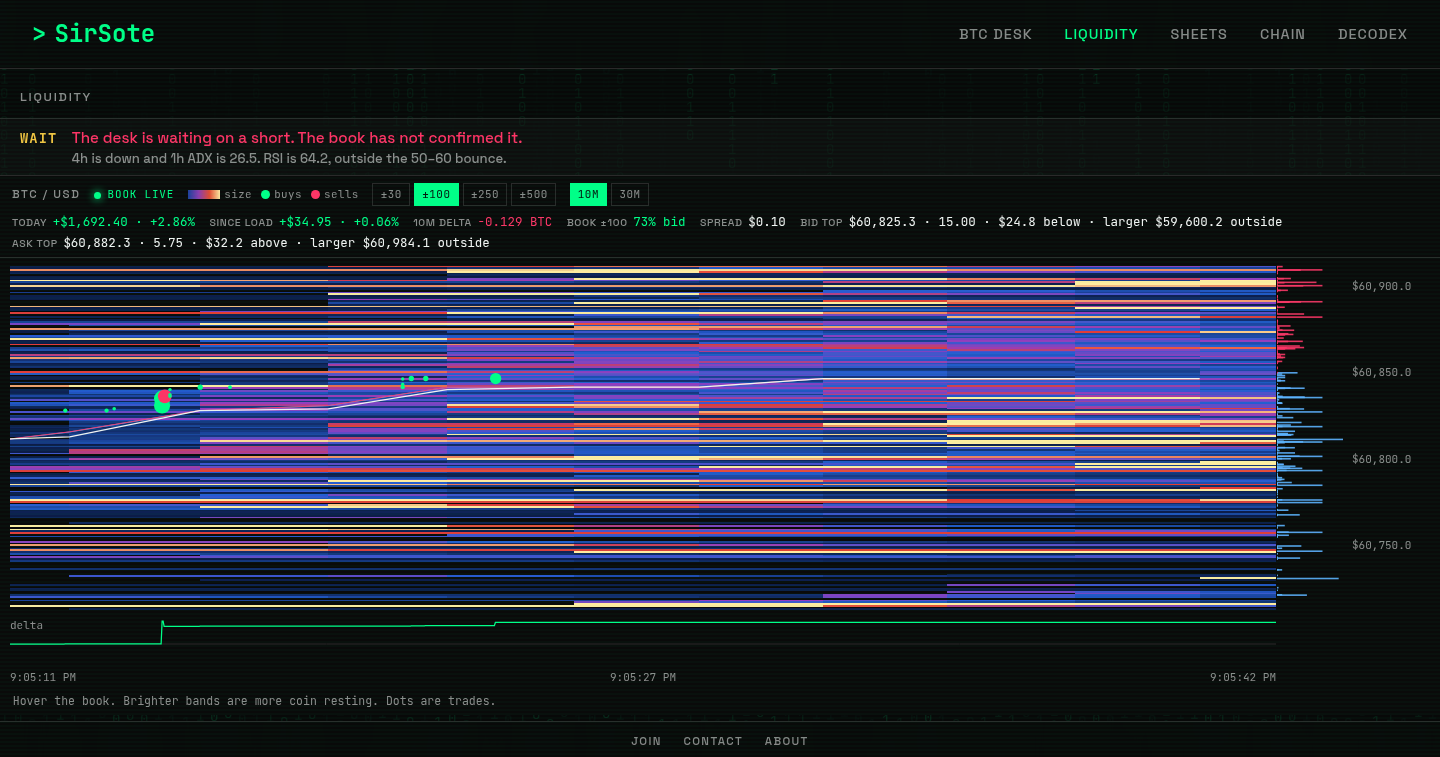 > SirSote
BTC DESK LIQUIDITY SHEETS CHAIN DECODEX
LIQUIDITY
WAIT The desk is waiting on a short. The book has not confirmed it.
4h is down and 1h ADX is 26.5. RSI is 64.2, outside the 50–60 bounce.
BTC / USD BOOK LIVE size buys sells ±30 ±100 ±250 ±500 10M 30M
TODAY +$1,692.40 · +2.86% SINCE LOAD +$34.95 · +0.06% 10M DELTA -0.129 BTC BOOK ±100 73% bid SPREAD $0.10 BID TOP $60,825.3 · 15.00 · $24.8 below · larger $59,600.2 outside
ASK TOP $60,882.3 · 5.75 · $32.2 above · larger $60,984.1 outside
$60,900.0
$60,850.0
$60,800.0
$60,750.0
delta
9:05:11 PM 9:05:27 PM 9:05:42 PM
Hover the book. Brighter bands are more coin resting. Dots are trades.
JOIN CONTACT ABOUT